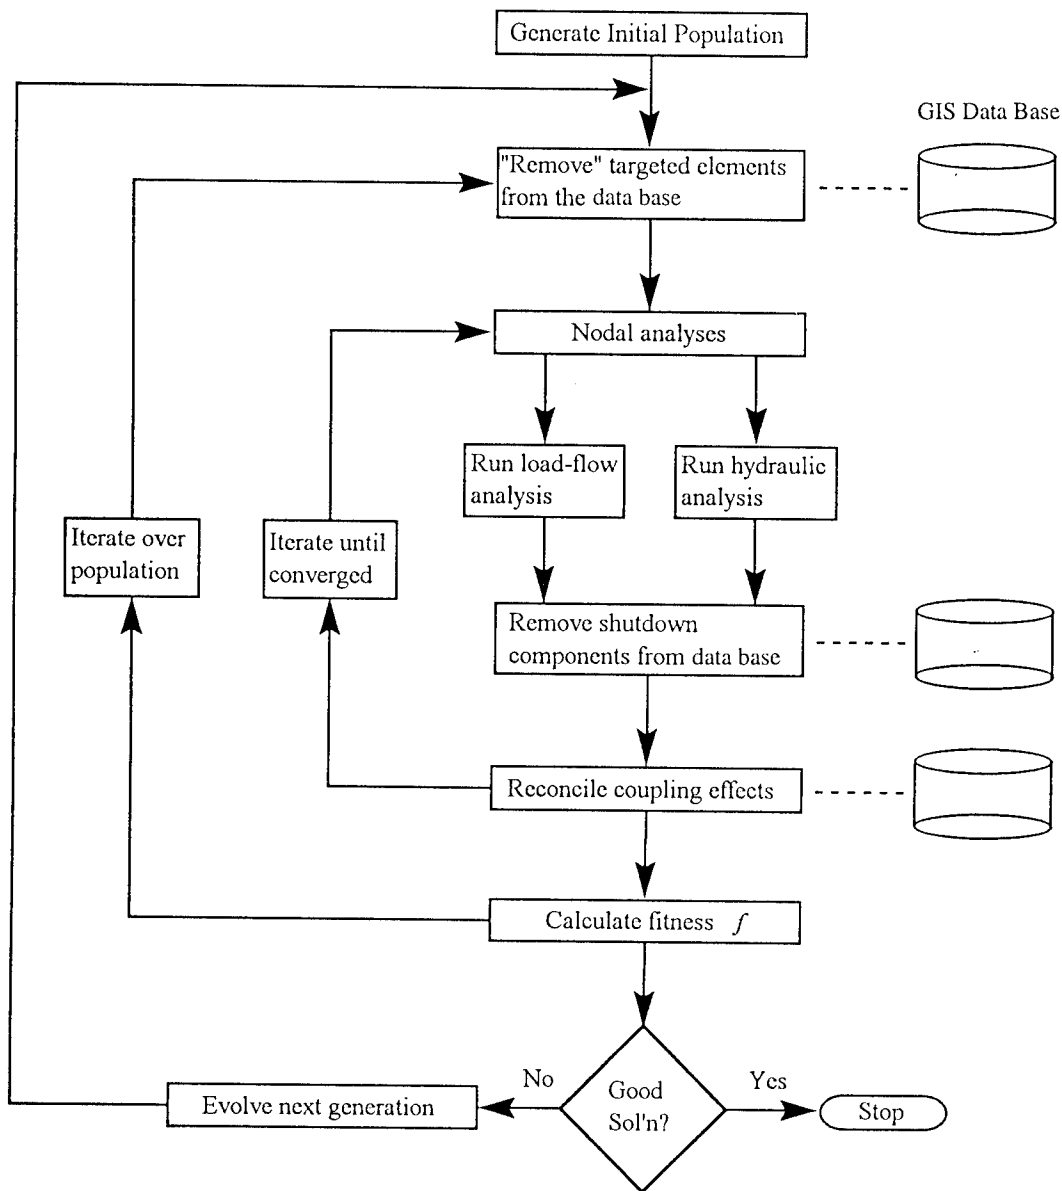 Generate Initial Population
GIS Data Base
"Remove" targeted elements
from the data base
Nodal analyses
Run load-flow
analysis
Run hydraulic
analysis
Iterate over
population
Iterate until
converged
Remove shutdown
components from data base
Reconcile coupling effects
Calculate fitness f
No
Good
Sol'n?
Yes
Evolve next generation
Stop